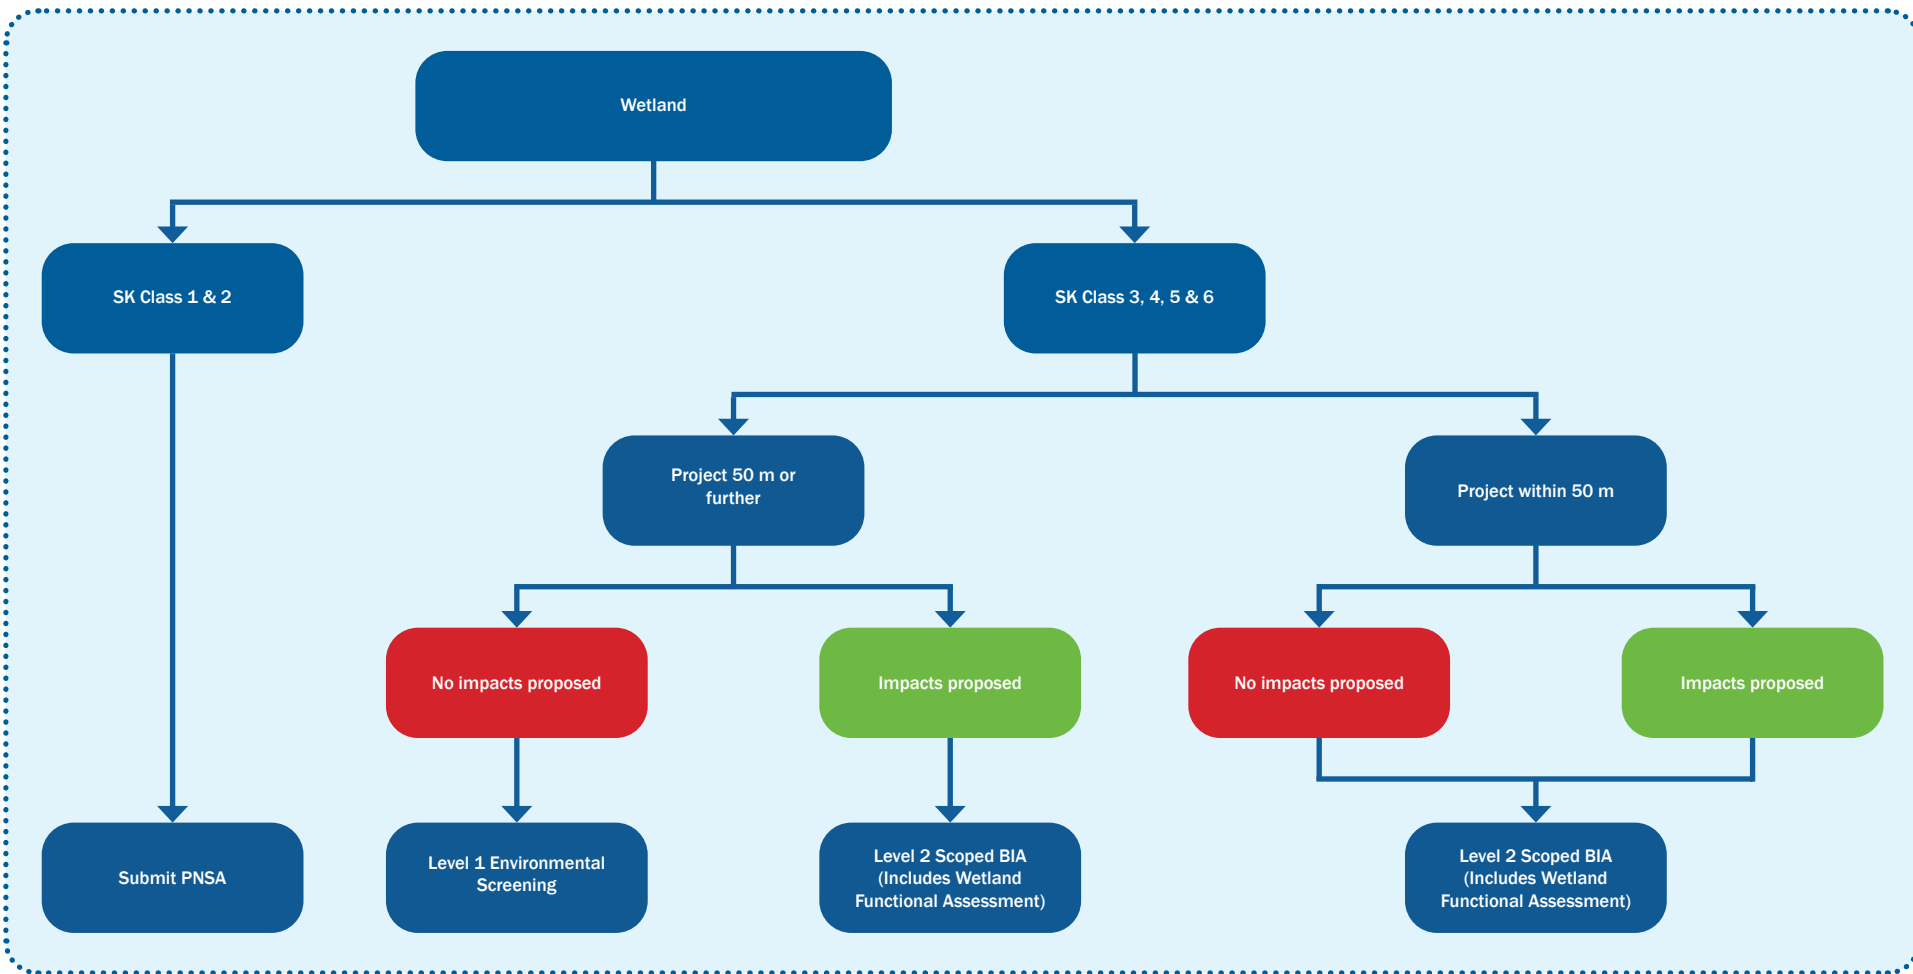 Wetland
SK Class 1 & 2
SK Class 3, 4, 5 & 6
Project 50 m or
further
Project within 50 m
No impacts proposed
Impacts proposed
No impacts proposed
Impacts proposed
Submit PNSA
Level 1 Environmental
Screening
Level 2 Scoped BIA
(Includes Wetland
Functional Assessment)
Level 2 Scoped BIA
(Includes Wetland
Functional Assessment)